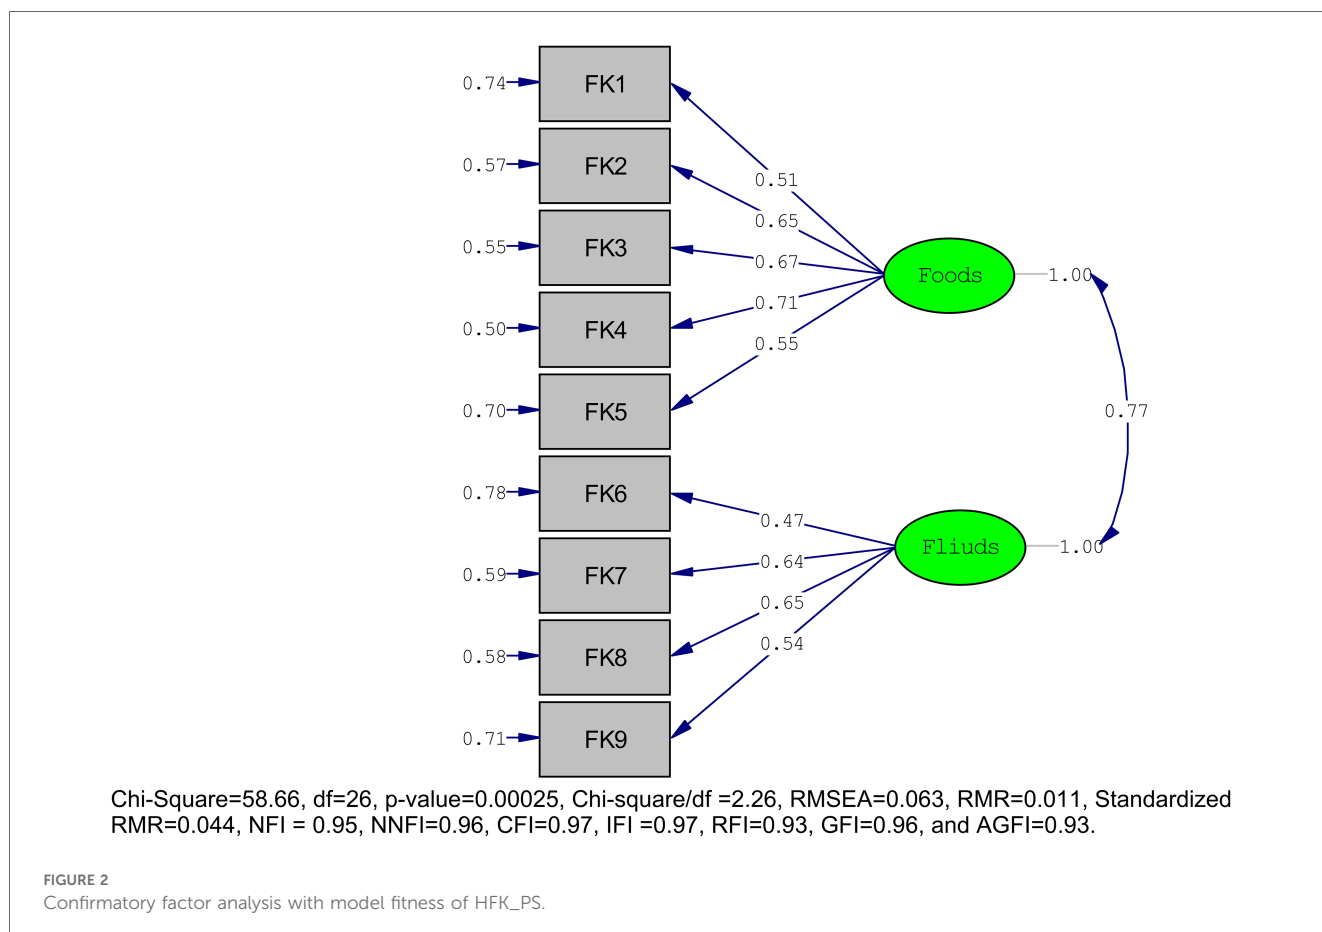 0.74 FK1
0.51
0.57 FK2
0.65
0.55 FK3
0.67
Foods 1.00
0.71
0.50 FK4
0.55
0.70 FK5
0.77
0.78 FK6
0.47
Fliuds 1.00
0.64
0.59 FK7
0.65
0.54
0.58 FK8
0.71 FK9
Chi-Square=58.66, df=26, p-value=0.00025, Chi-square/df =2.26, RMSEA=0.063, RMR=0.011, Standardized
RMR=0.044, NFI = 0.95, NNFI=0.96, CFI=0.97, IFI =0.97, RFI=0.93, GFI=0.96, and AGFI=0.93.
FIGURE 2
Confirmatory factor analysis with model fitness of HFK_PS.